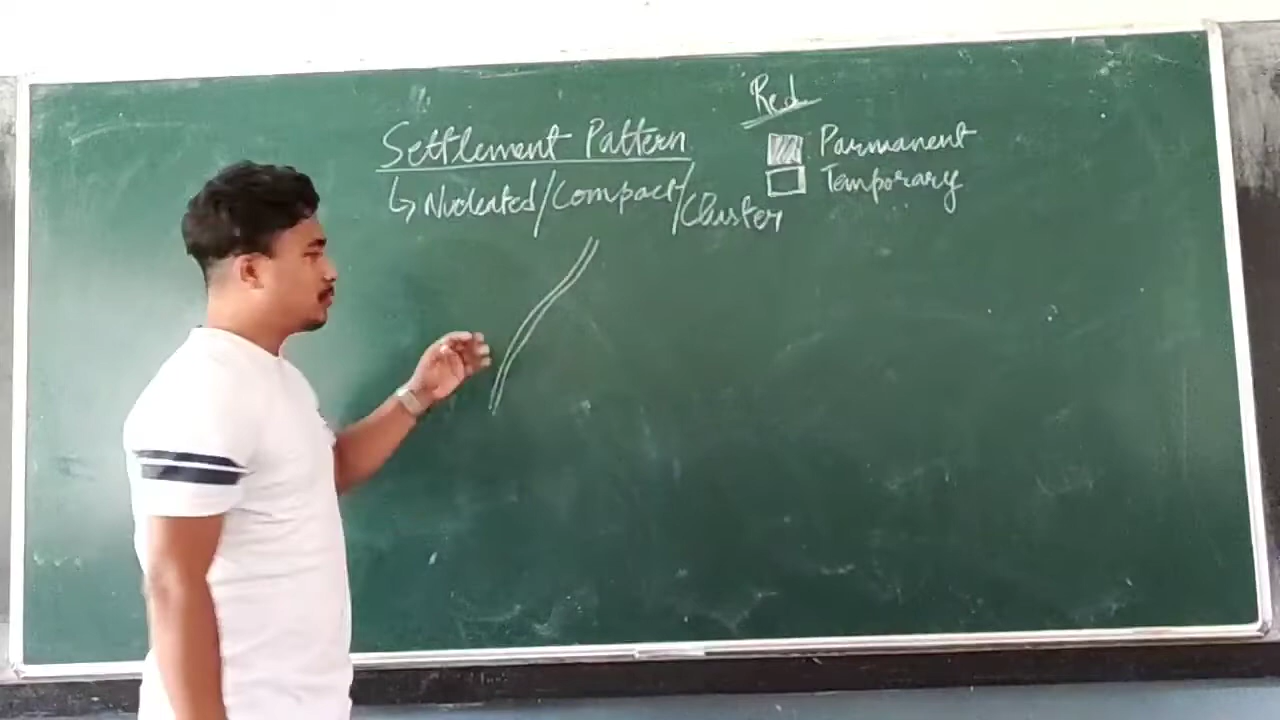 Settlement Pattern
↳ Nucleated/Compact/Cluster
Red
Parmanent
Temporary